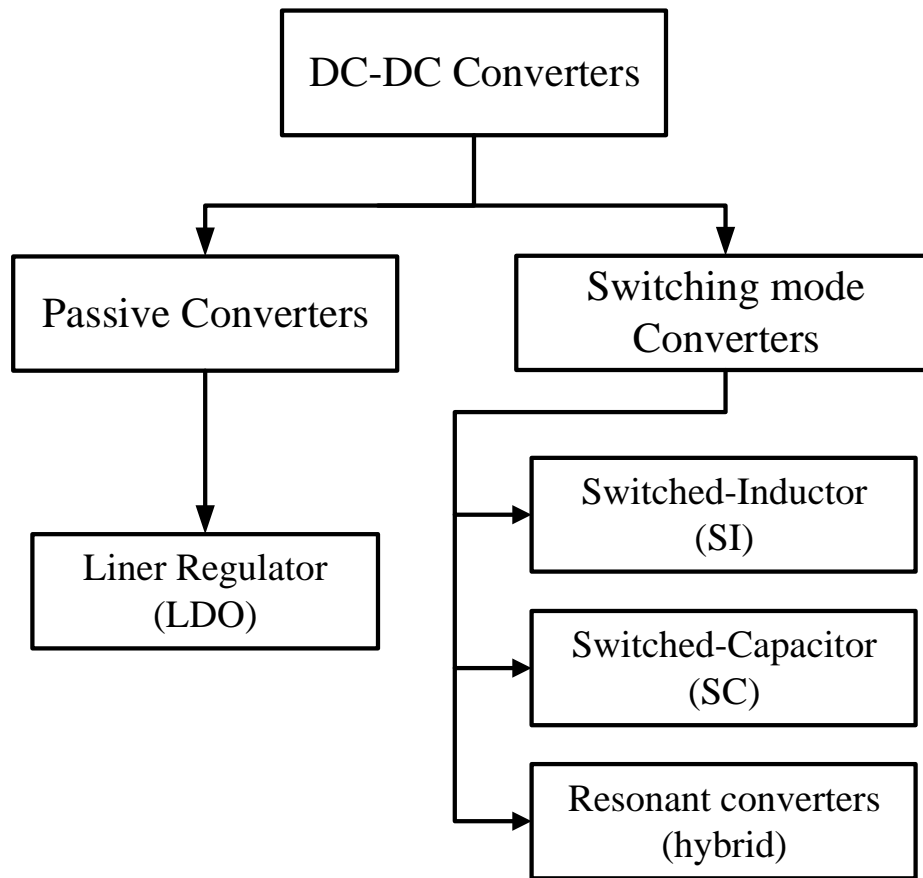 DC-DC Converters
Passive Converters
Switching mode
Converters
Liner Regulator
(LDO)
Switched-Inductor
(SI)
Switched-Capacitor
(SC)
Resonant converters
(hybrid)